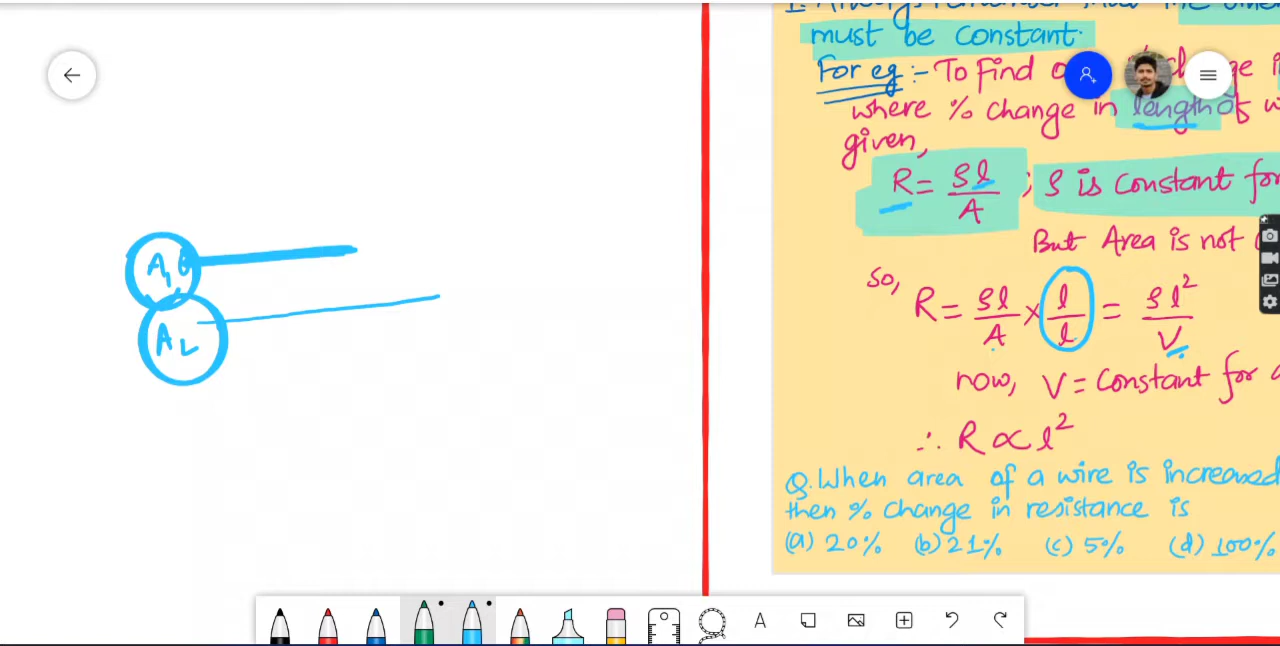 must be constant.
For eg :- To Find
where % change in length of
given,
R = ρl/A ; ρ is constant for
But Area is not
So, R = ρl/A × l/l = ρl²/V
now, V = Constant for
∴ R ∝ l²
Q. When area of a wire is increased
then % change in resistance is
(a) 20% (b) 21% (c) 5% (d) 100%
A₁
A₂
A